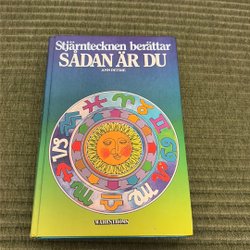 Stjärntecknen berättar
SÅDAN ÄR DU
WAHLSTRÖMS